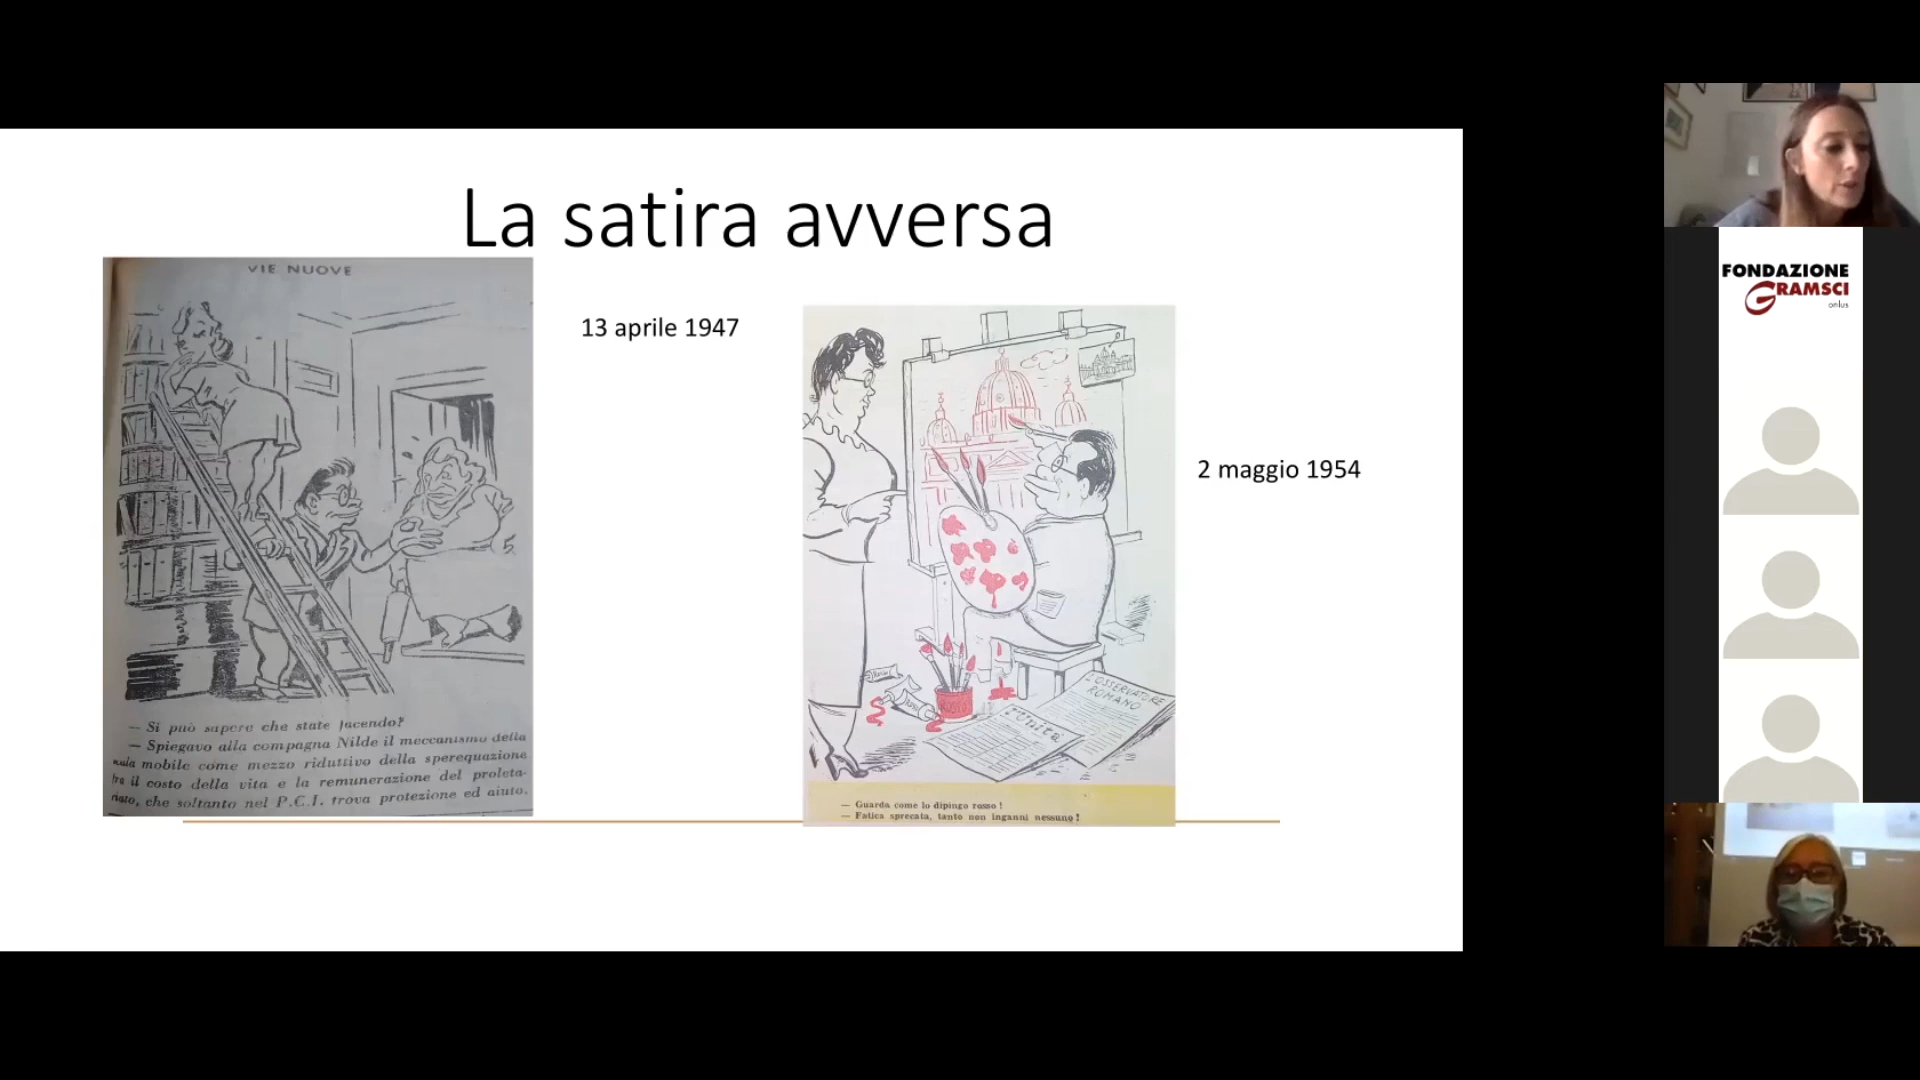 La satira avversa
VIE NUOVE
— Si può sapere che state facendo?
— Spiegavo alla compagna Nilde il meccanismo della
scala mobile come mezzo riduttivo della sperequazione
tra il costo della vita e la remunerazione del proleta-
riato, che soltanto nel P.C.I. trova protezione ed aiuto.
13 aprile 1947
L'OSSERVATORE
ROMANO
l'Unità
ROSSO
— Guarda come lo dipingo rosso!
— Fatica sprecata, tanto non inganni nessuno!
2 maggio 1954
FONDAZIONE
GRAMSCI
onlus